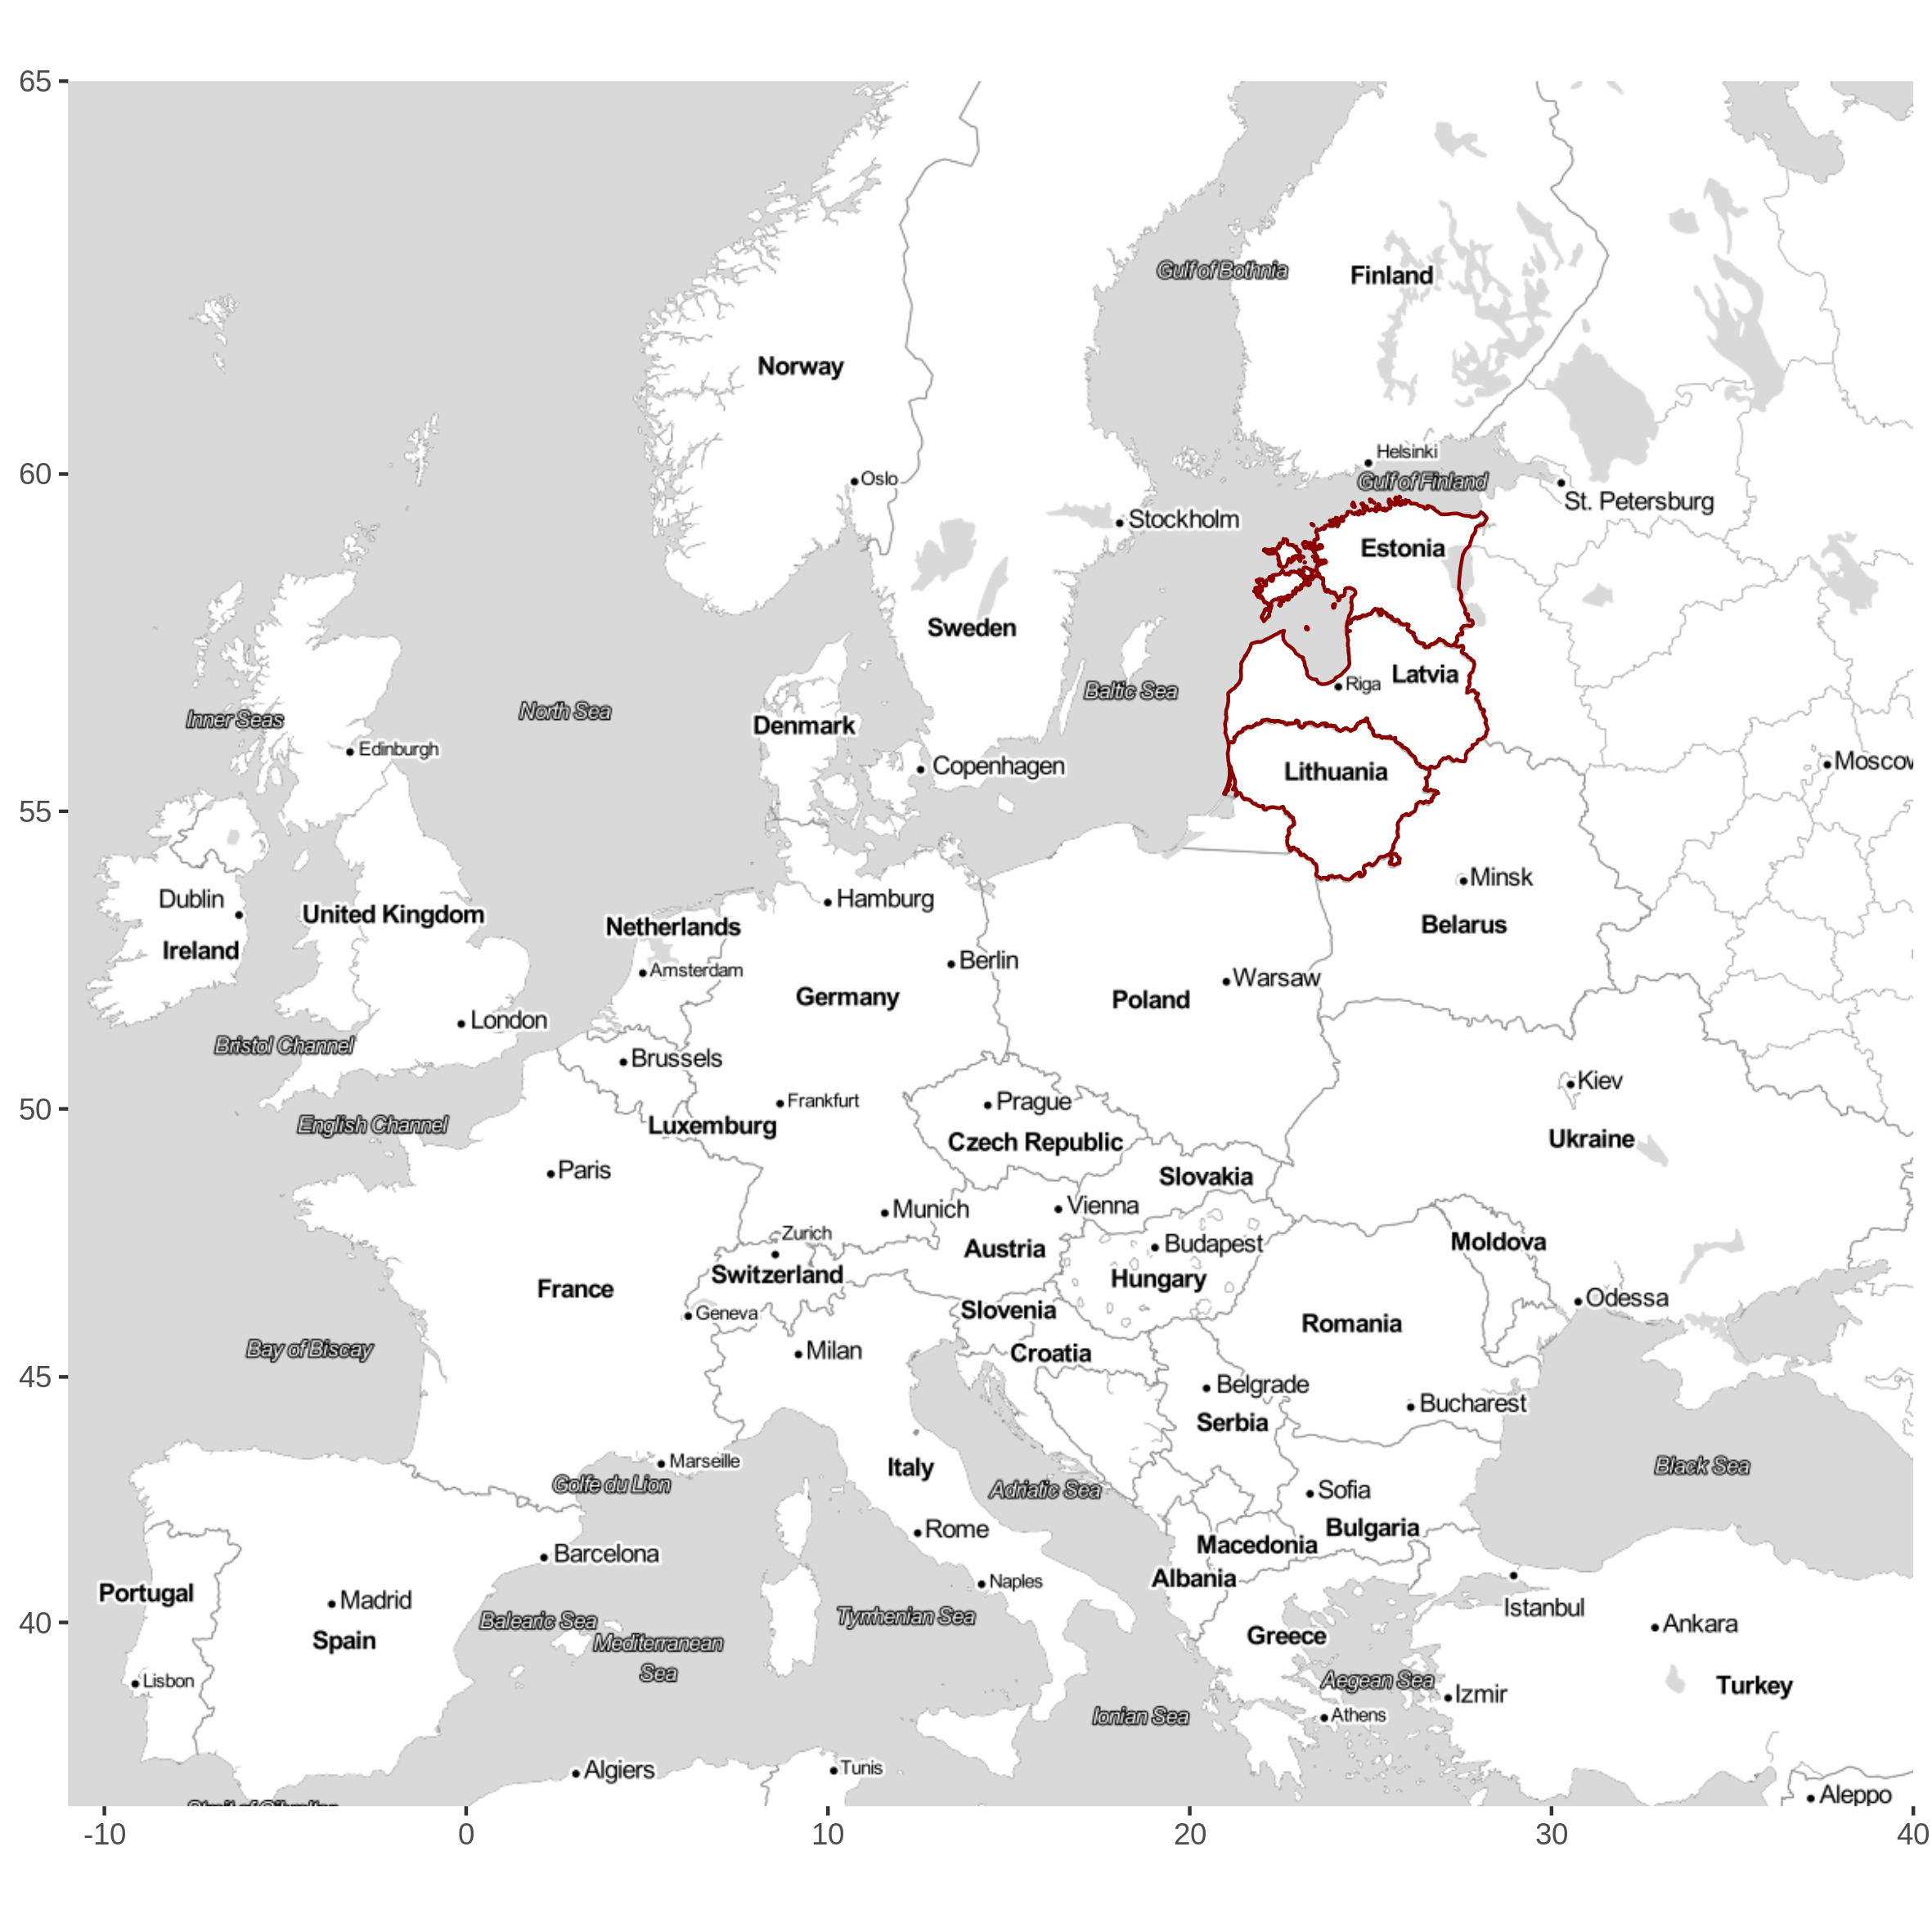 65
Gulf of Bothnia
Finland
Norway
Helsinki
60
Oslo
Gulf of Finland
St. Petersburg
Stockholm
Estonia
Sweden
Latvia
Riga
Baltic Sea
Inner Seas
North Sea
Denmark
Edinburgh
Copenhagen
Moscow
Lithuania
55
Minsk
Dublin
Hamburg
United Kingdom
Netherlands
Belarus
Ireland
Berlin
Amsterdam
Warsaw
Germany
Poland
London
Bristol Channel
Brussels
Kiev
Frankfurt
Prague
50
English Channel
Luxemburg
Czech Republic
Ukraine
Paris
Slovakia
Munich
Vienna
Zurich
Austria
Budapest
Moldova
Switzerland
Hungary
France
Geneva
Slovenia
Odessa
Romania
Bay of Biscay
Milan
Croatia
45
Belgrade
Bucharest
Serbia
Marseille
Italy
Black Sea
Golfe du Lion
Adriatic Sea
Sofia
Rome
Bulgaria
Macedonia
Barcelona
Albania
Naples
Portugal
Madrid
Istanbul
40
Balearic Sea
Tyrrhenian Sea
Ankara
Spain
Mediterranean
Sea
Greece
Lisbon
Aegean Sea
Izmir
Turkey
Ionian Sea
Athens
Algiers
Tunis
Aleppo
-10
0
10
20
30
40